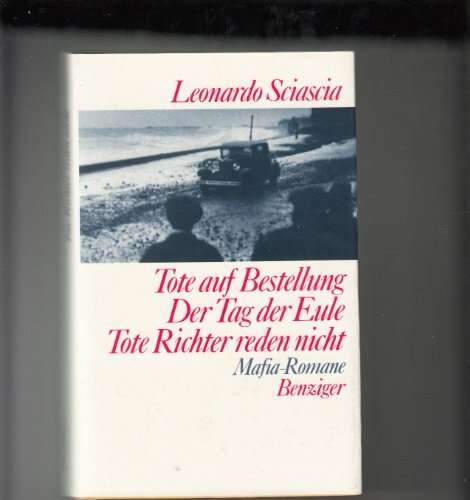 Leonardo Sciascia
Tote auf Bestellung
Der Tag der Eule
Tote Richter reden nicht
Mafia-Romane
Benziger